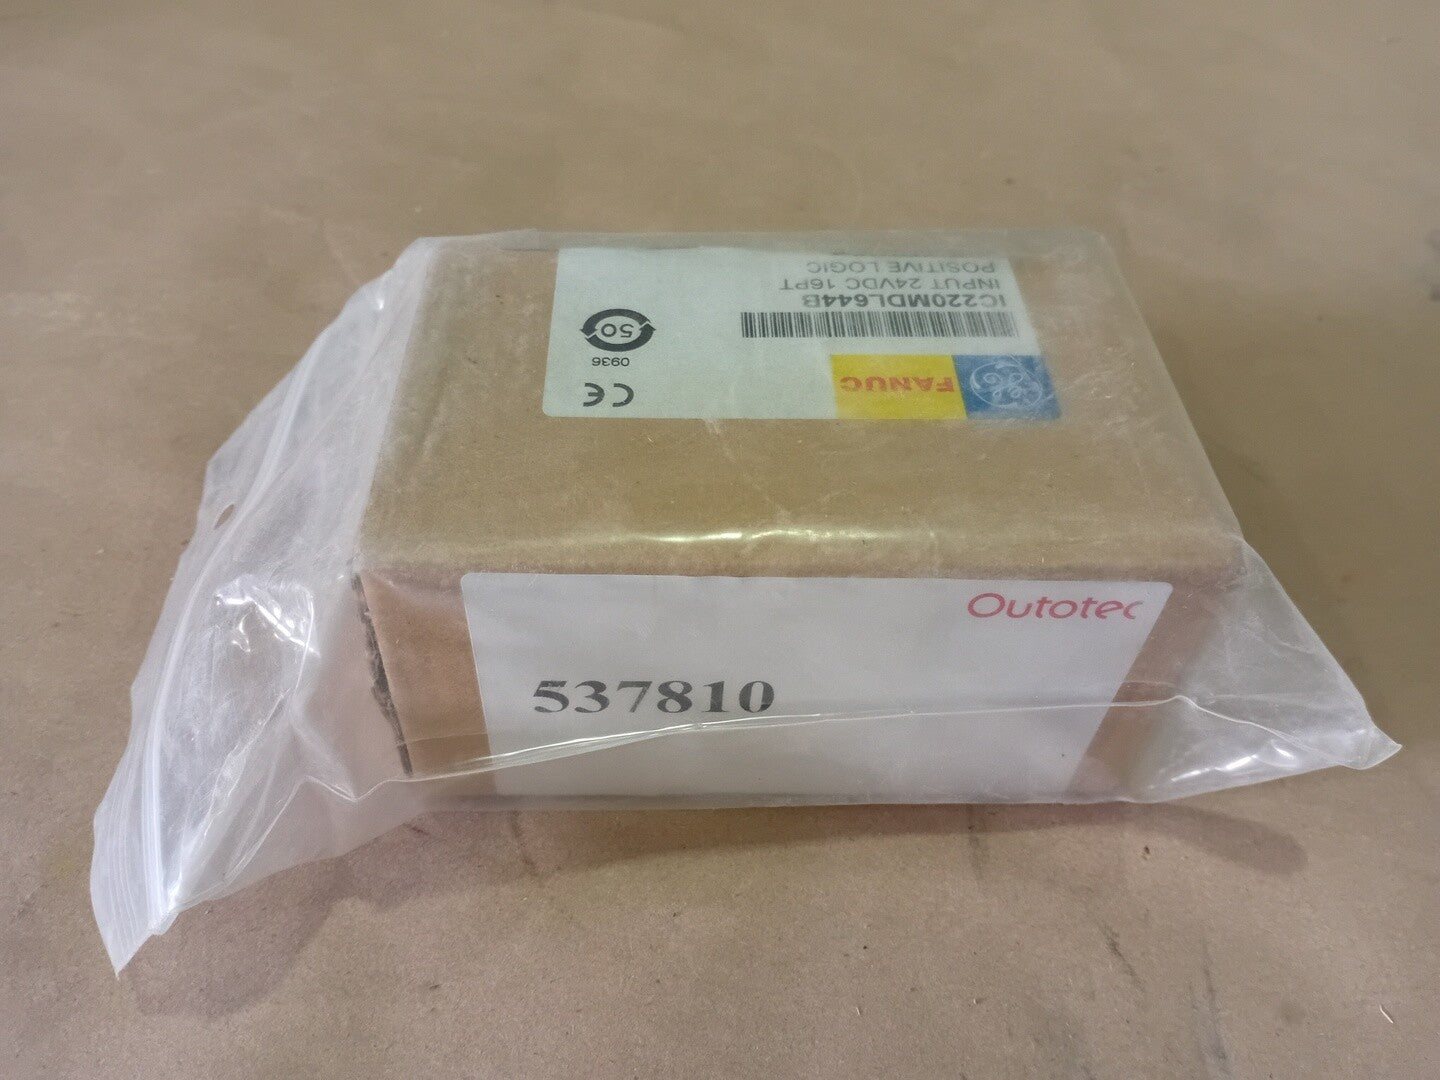 FANUC
IC220MDL644B
INPUT 24VDC 16PT
POSITIVE LOGIC
CE
0936
50
Outotec
537810